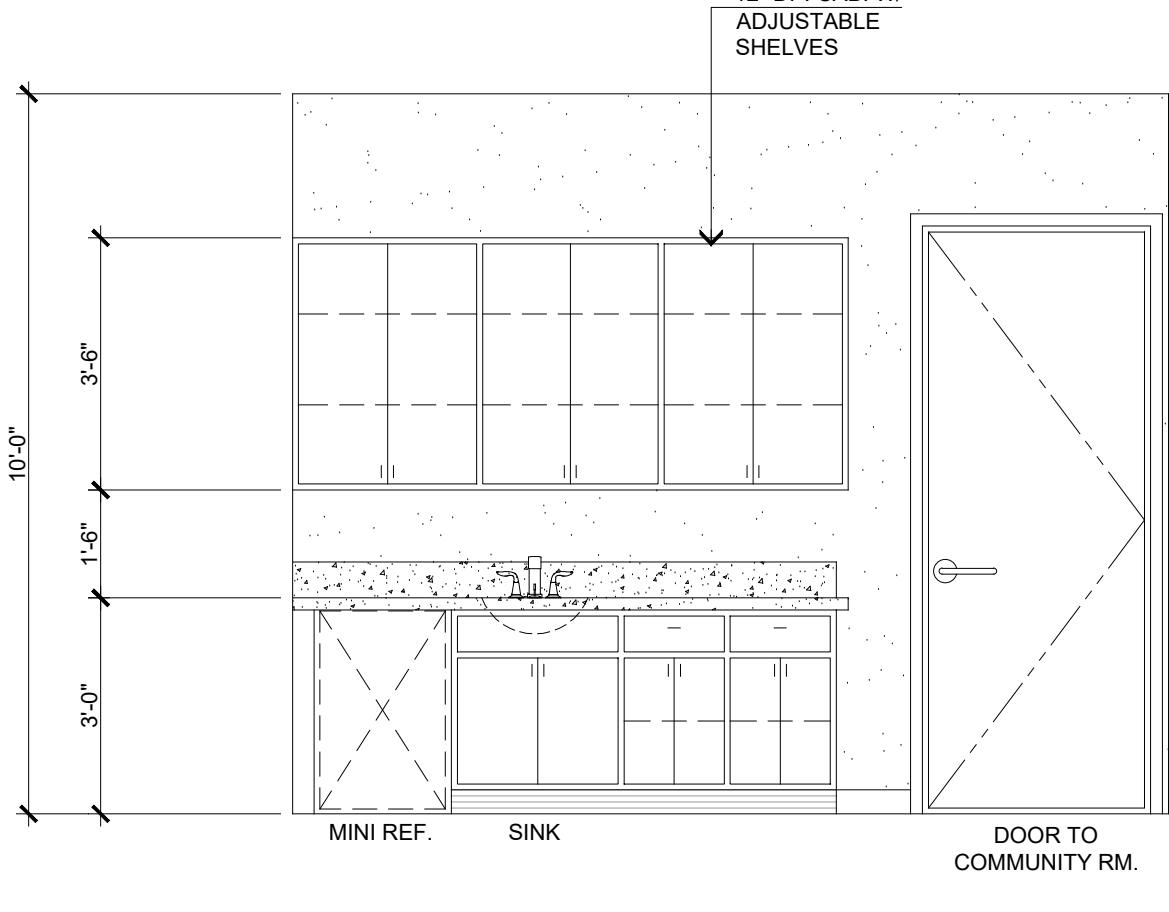 ADJUSTABLE
SHELVES
10'-0"
3'-6"
1'-6"
3'-0"
MINI REF.
SINK
DOOR TO
COMMUNITY RM.